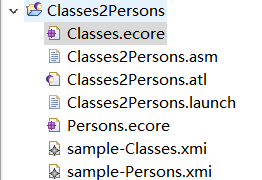 Classes2Persons
Classes.ecore
Classes2Persons.asm
Classes2Persons.atl
Classes2Persons.launch
Persons.ecore
sample-Classes.xmi
sample-Persons.xmi